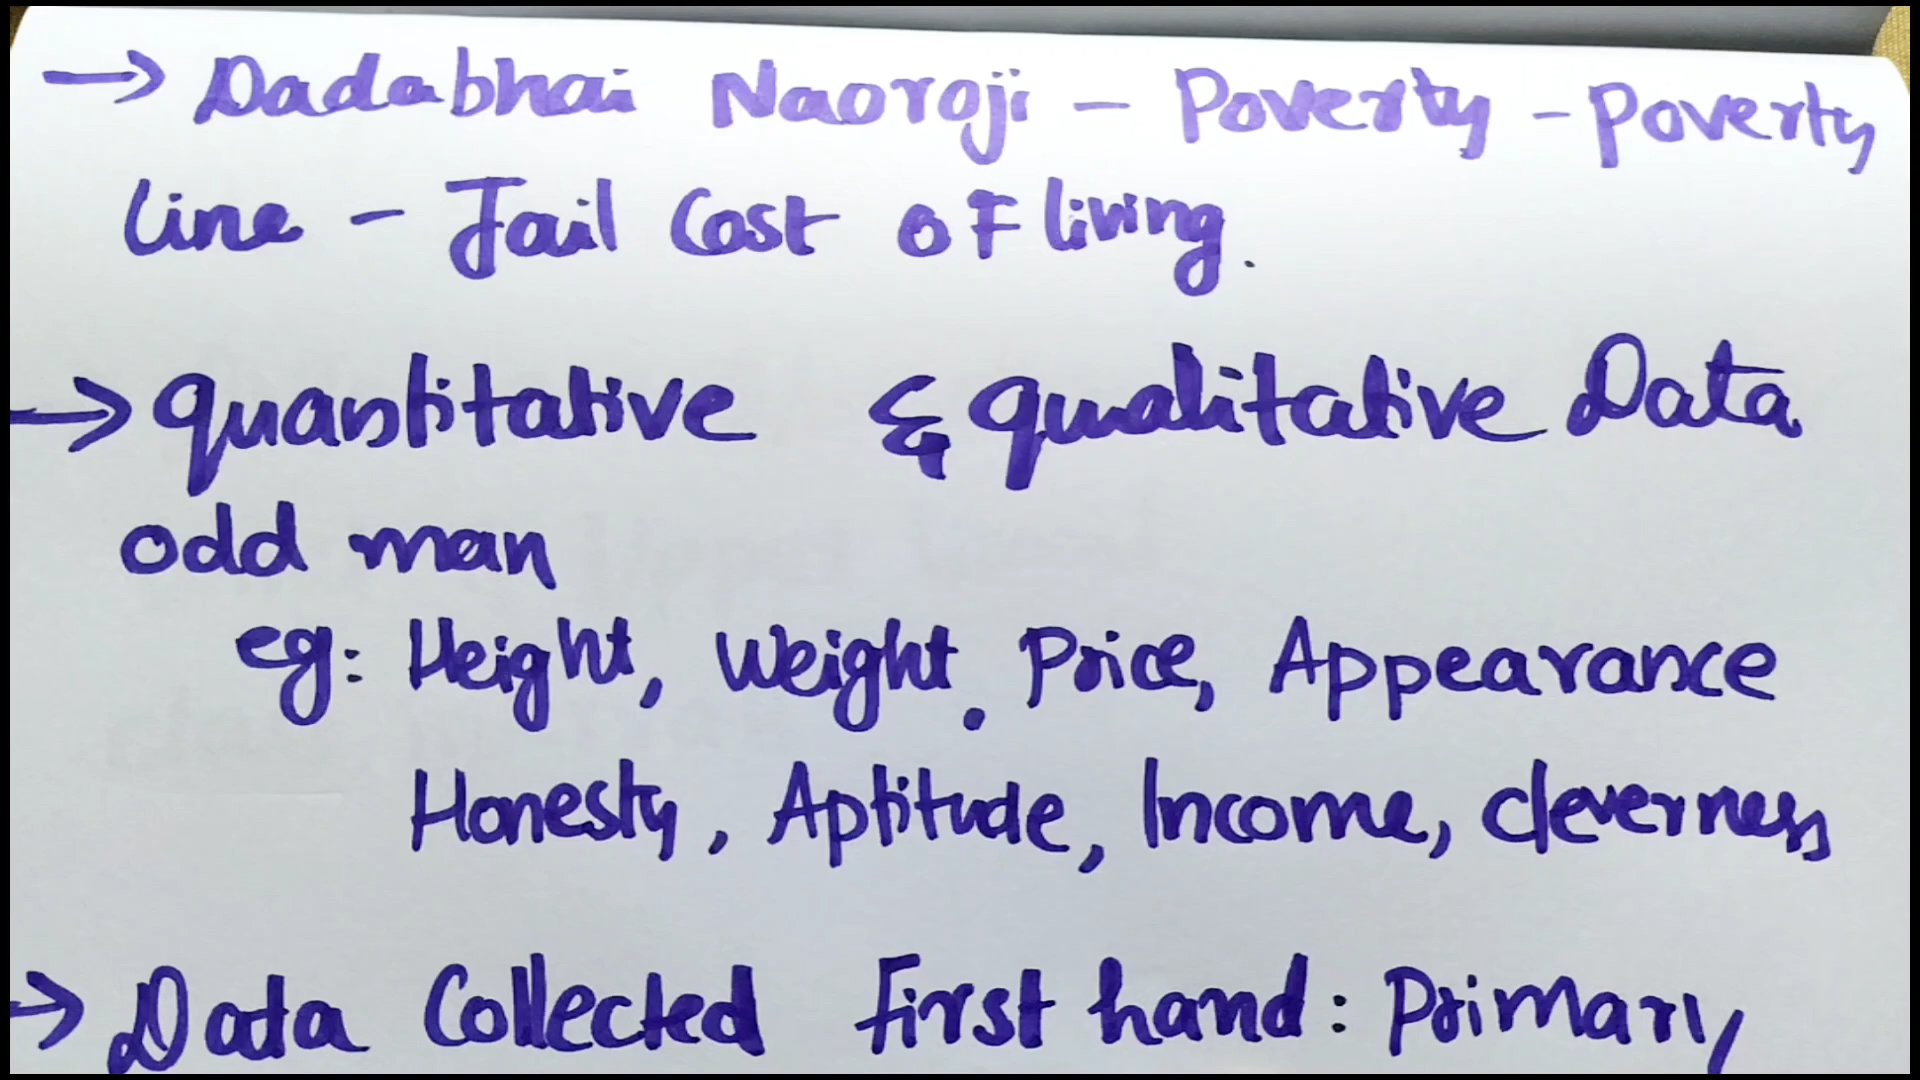 → Dadabhai Naoroji - Poverty - Poverty
line - Jail Cost of living.
→ quantitative & qualitative Data
odd man
eg: Height, Weight. Price, Appearance
Honesty, Aptitude, Income, cleverness
→ Data Collected First hand: Primary